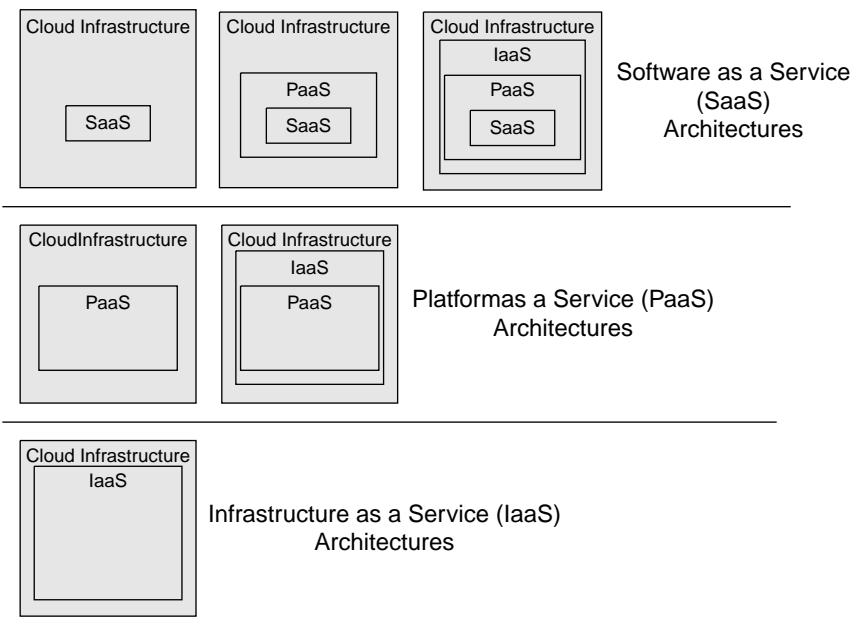 Cloud Infrastructure
SaaS
Cloud Infrastructure
PaaS
SaaS
Cloud Infrastructure
IaaS
PaaS
SaaS
Software as a Service
(SaaS)
Architectures
CloudInfrastructure
PaaS
Cloud Infrastructure
IaaS
PaaS
Platformas a Service (PaaS)
Architectures
Cloud Infrastructure
IaaS
Infrastructure as a Service (IaaS)
Architectures